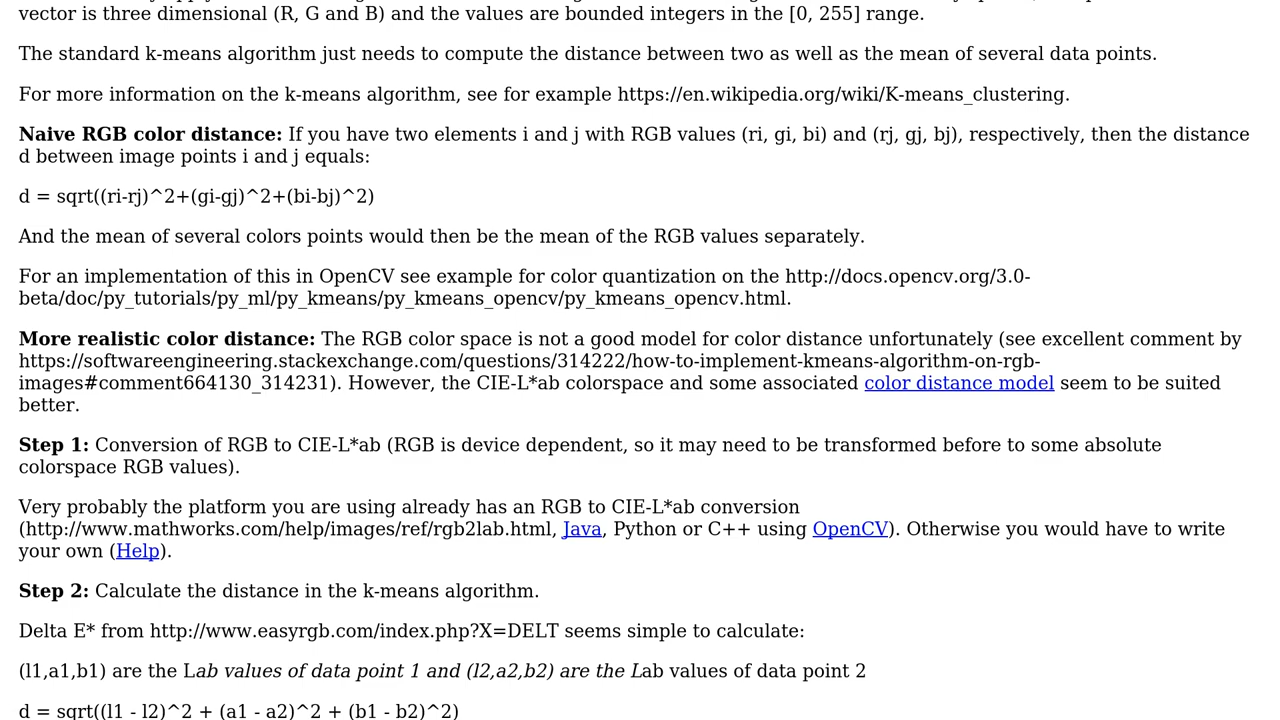 vector is three dimensional (R, G and B) and the values are bounded integers in the [0, 255] range.
The standard k-means algorithm just needs to compute the distance between two as well as the mean of several data points.
For more information on the k-means algorithm, see for example https://en.wikipedia.org/wiki/K-means_clustering.
Naive RGB color distance: If you have two elements i and j with RGB values (ri, gi, bi) and (rj, gj, bj), respectively, then the distance
d between image points i and j equals:
d = sqrt((ri-rj)^2+(gi-gj)^2+(bi-bj)^2)
And the mean of several colors points would then be the mean of the RGB values separately.
For an implementation of this in OpenCV see example for color quantization on the http://docs.opencv.org/3.0-
beta/doc/py_tutorials/py_ml/py_kmeans/py_kmeans_opencv/py_kmeans_opencv.html.
More realistic color distance: The RGB color space is not a good model for color distance unfortunately (see excellent comment by
https://softwareengineering.stackexchange.com/questions/314222/how-to-implement-kmeans-algorithm-on-rgb-
images#comment664130_314231). However, the CIE-L*ab colorspace and some associated color distance model seem to be suited
better.
Step 1: Conversion of RGB to CIE-L*ab (RGB is device dependent, so it may need to be transformed before to some absolute
colorspace RGB values).
Very probably the platform you are using already has an RGB to CIE-L*ab conversion
(http://www.mathworks.com/help/images/ref/rgb2lab.html, Java, Python or C++ using OpenCV). Otherwise you would have to write
your own (Help).
Step 2: Calculate the distance in the k-means algorithm.
Delta E* from http://www.easyrgb.com/index.php?X=DELT seems simple to calculate:
(l1,a1,b1) are the Lab values of data point 1 and (l2,a2,b2) are the Lab values of data point 2
d = sqrt((l1 - l2)^2 + (a1 - a2)^2 + (b1 - b2)^2)